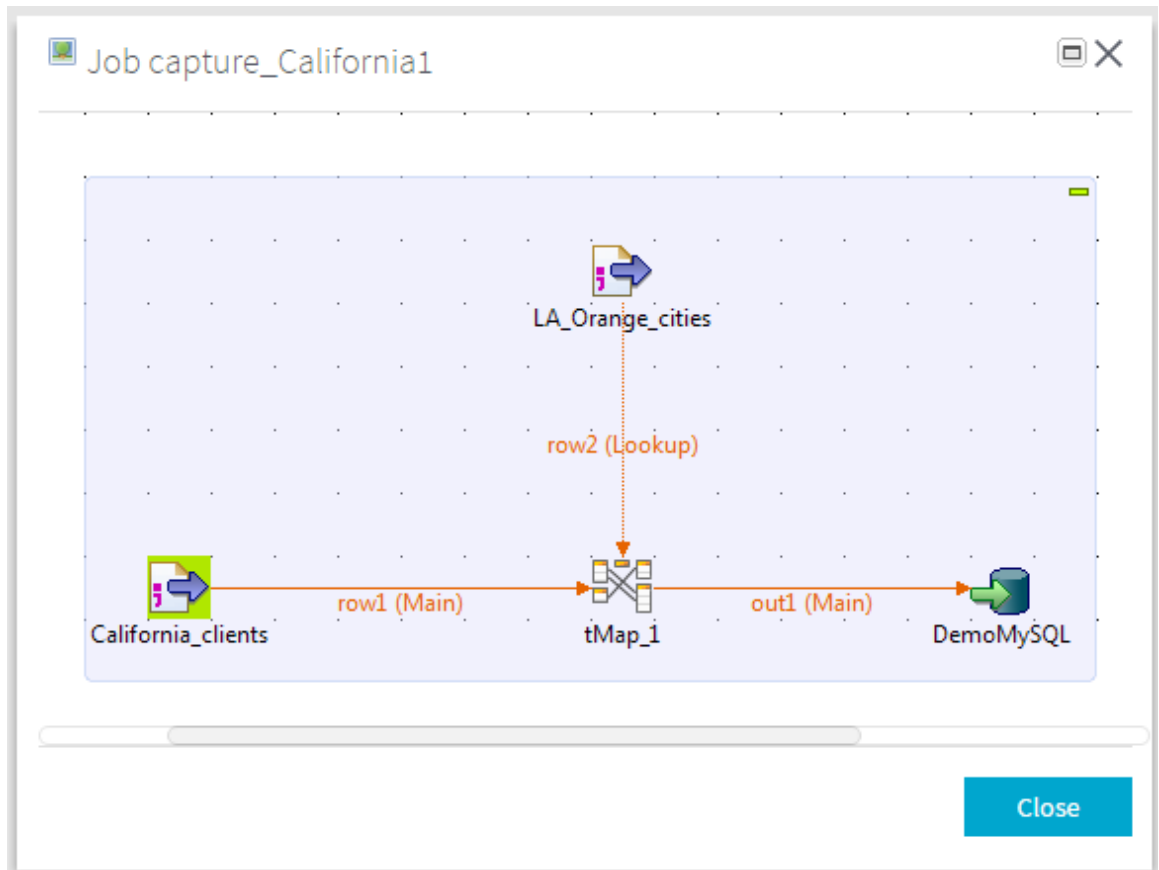 Job capture_California1
LA_Orange_cities
row2 (Lookup)
row1 (Main)
out1 (Main)
California_clients
tMap_1
DemoMySQL
Close